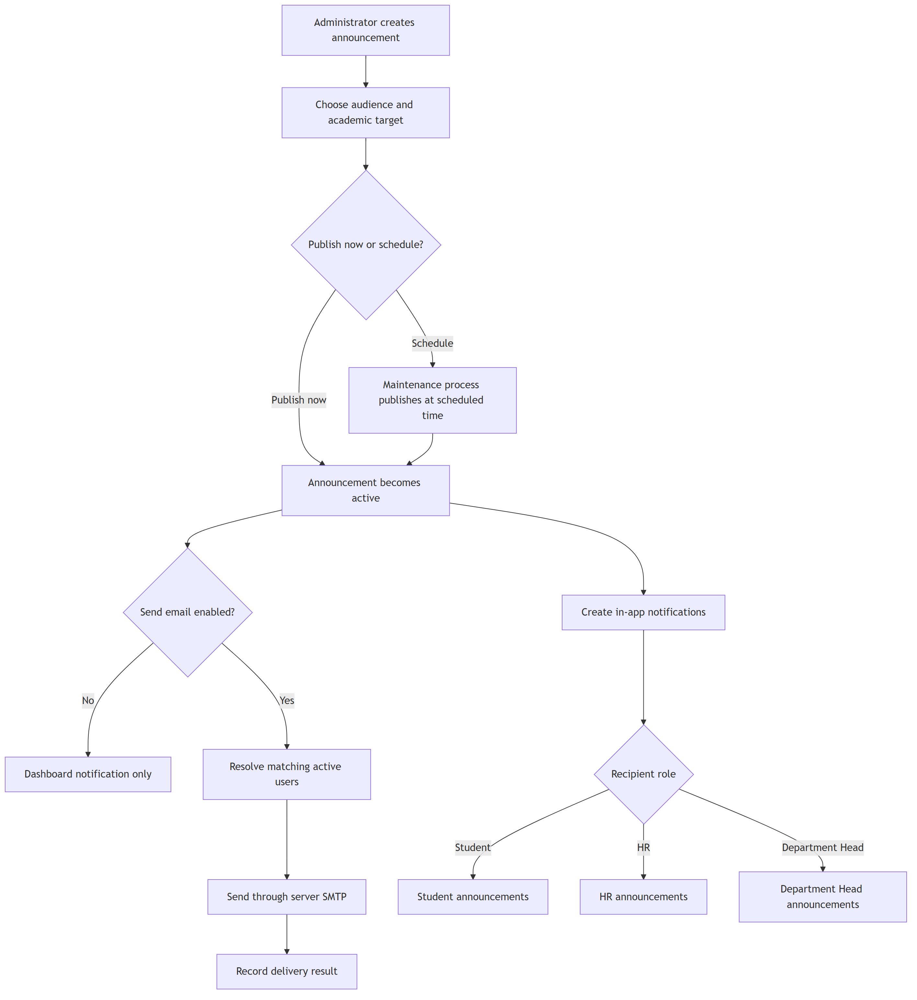 Administrator creates
announcement
Choose audience and
academic target
Publish now or schedule?
Schedule
Publish now
Maintenance process
publishes at scheduled
time
Announcement becomes
active
Send email enabled?
Create in-app notifications
No
Yes
Dashboard notification only
Resolve matching active
users
Recipient role
Student
HR
Department Head
Send through server SMTP
Student announcements
HR announcements
Department Head
announcements
Record delivery result